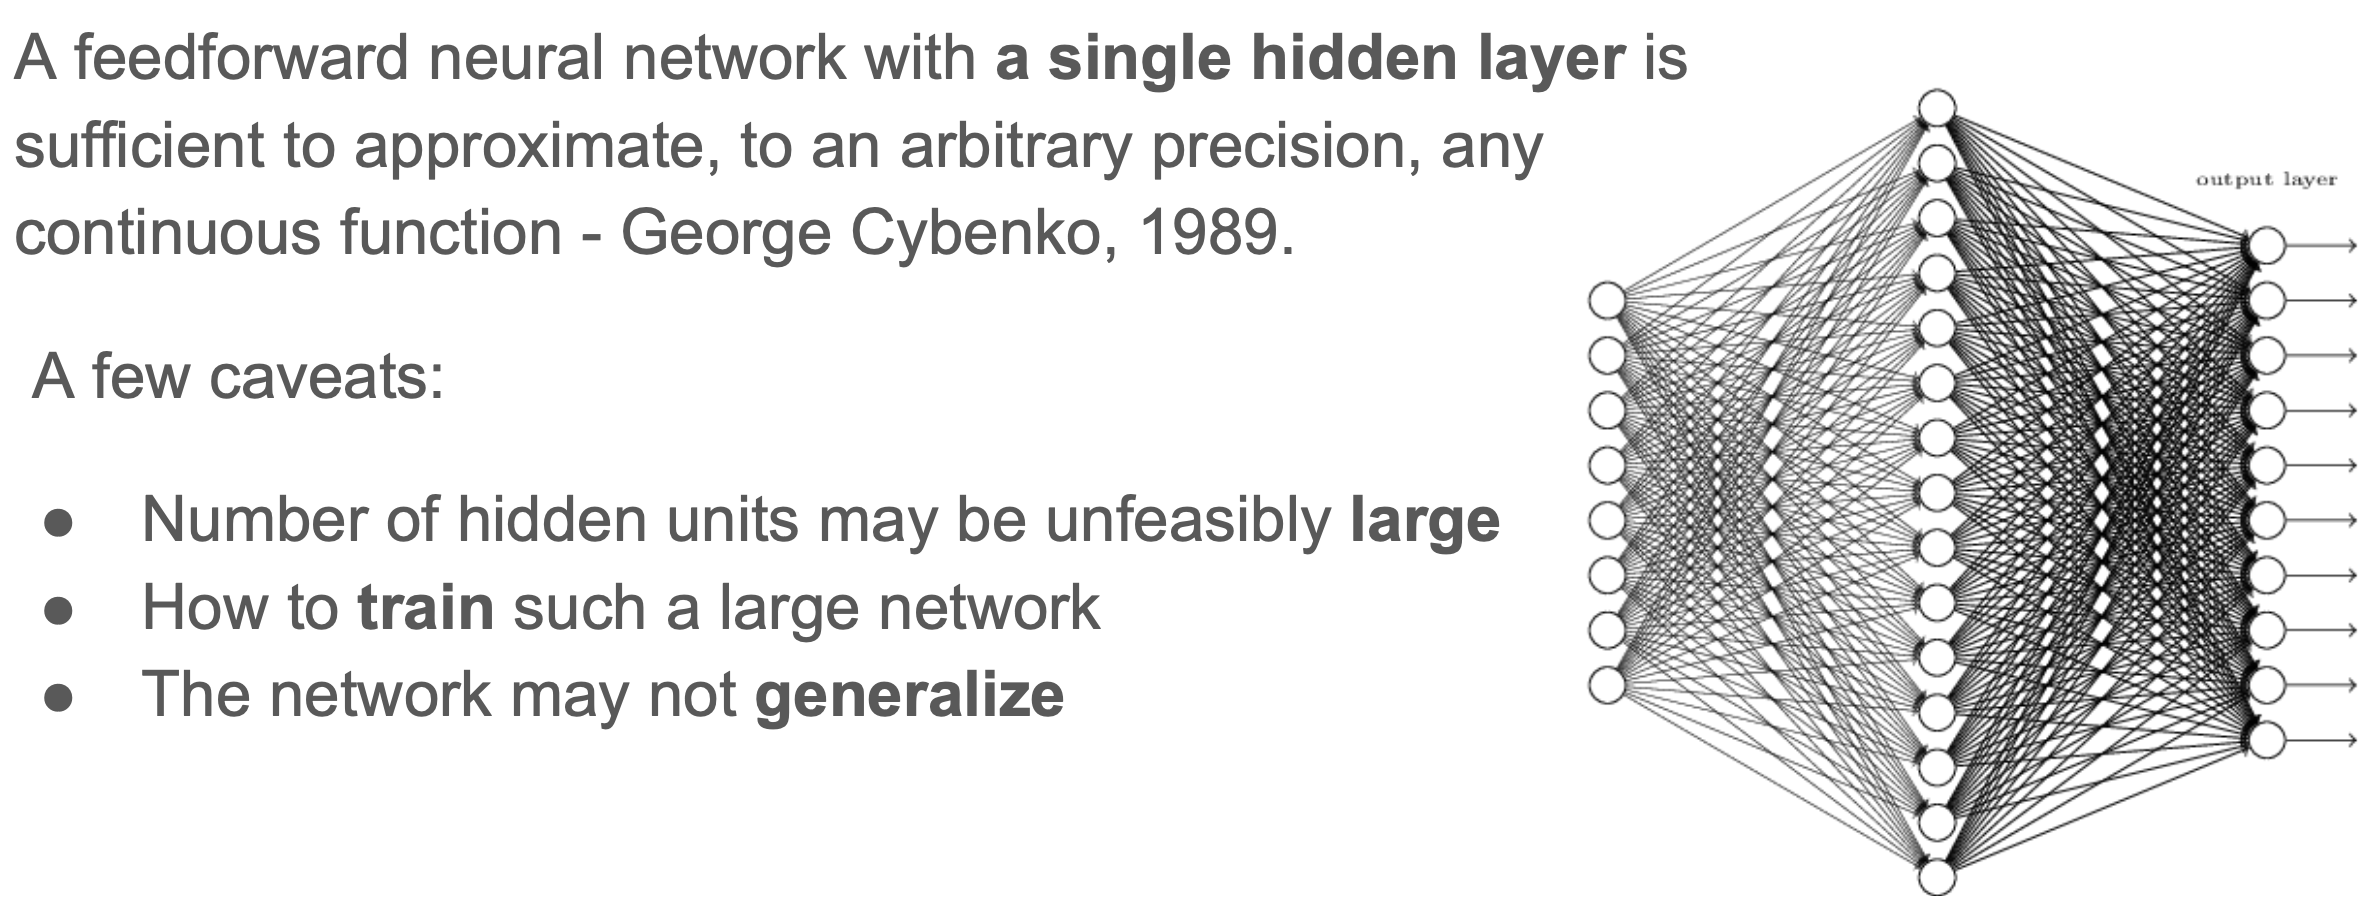 A feedforward neural network with a single hidden layer is
sufficient to approximate, to an arbitrary precision, any
continuous function - George Cybenko, 1989.
output layer
A few caveats:
● Number of hidden units may be unfeasibly large
● How to train such a large network
● The network may not generalize